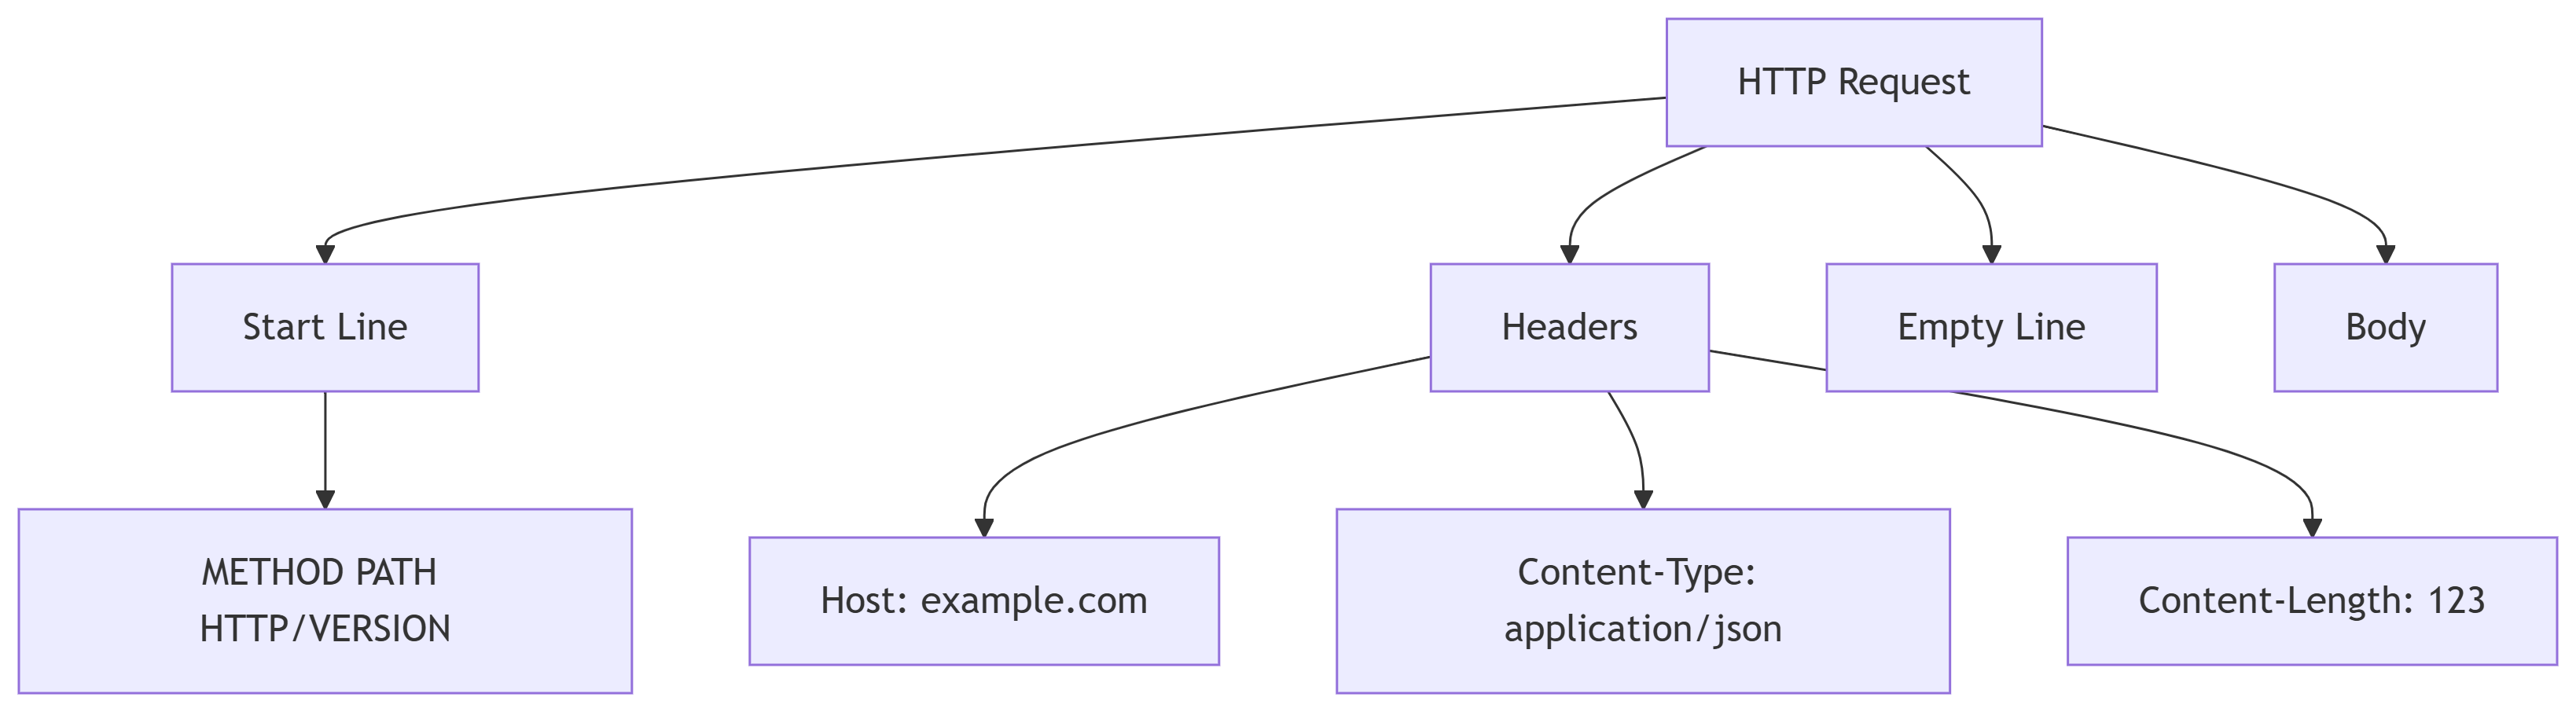 HTTP Request
Start Line
Headers
Empty Line
Body
METHOD PATH
HTTP/VERSION
Host: example.com
Content-Type:
application/json
Content-Length: 123